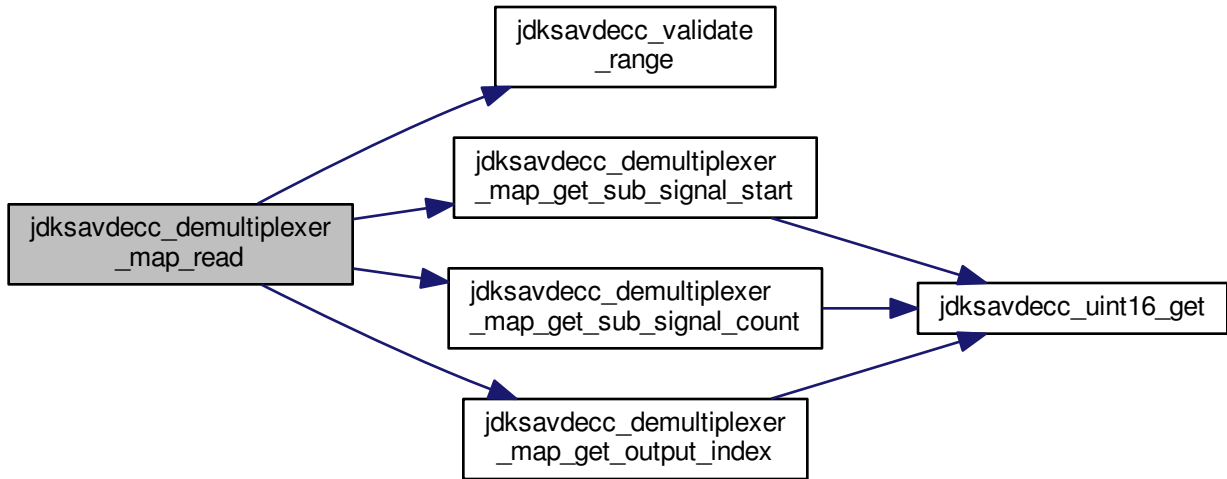 jdksavdecc_validate
_range
jdksavdecc_demultiplexer
_map_get_sub_signal_start
jdksavdecc_demultiplexer
_map_read
jdksavdecc_demultiplexer
_map_get_sub_signal_count
jdksavdecc_uint16_get
jdksavdecc_demultiplexer
_map_get_output_index